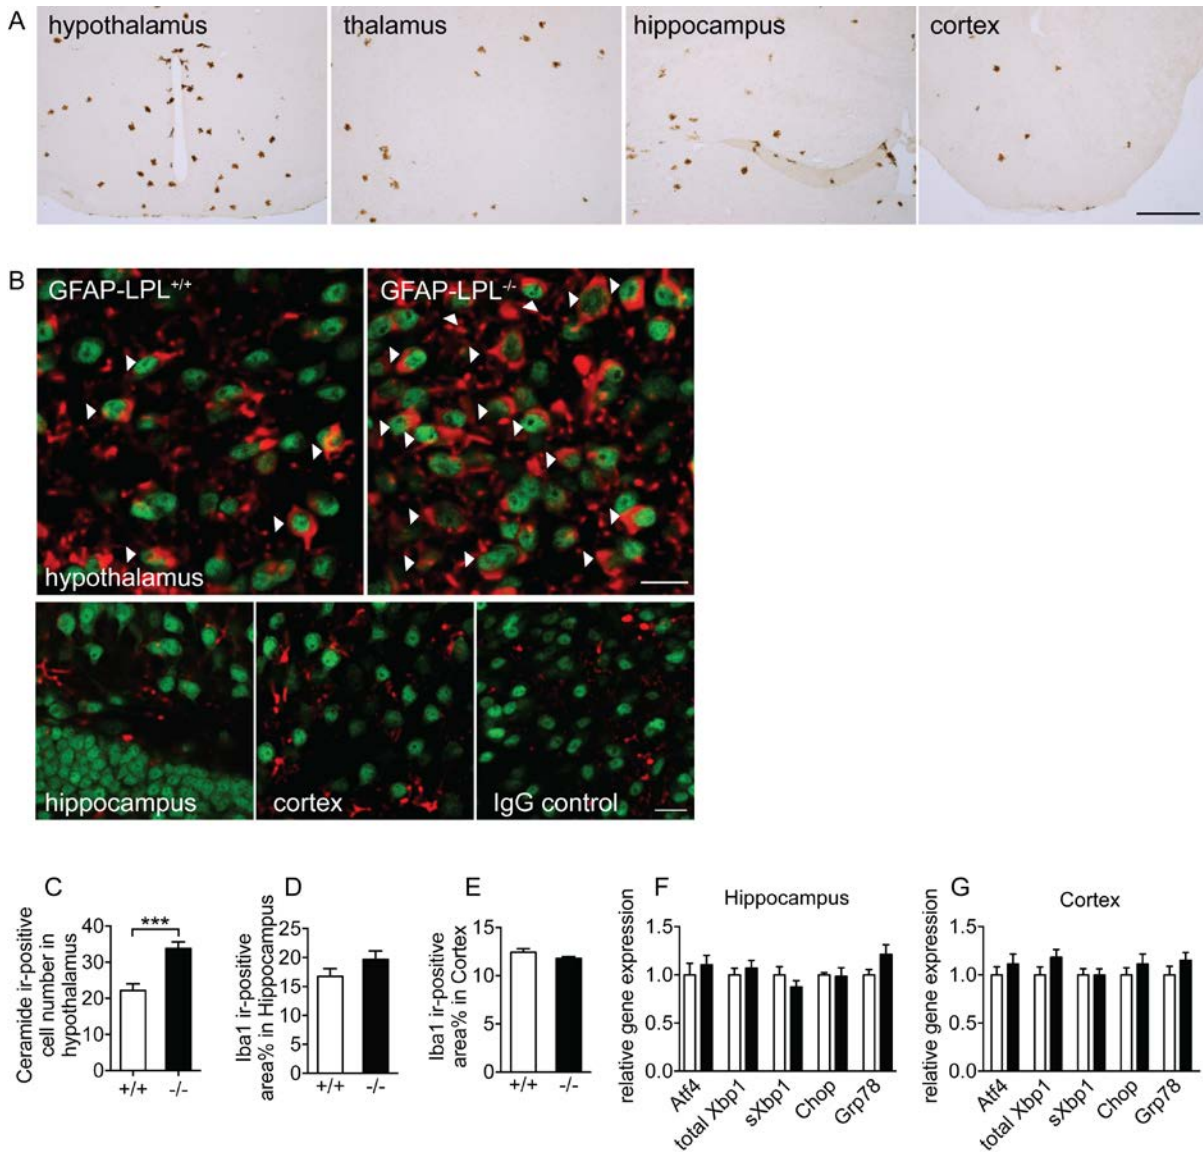 A
hypothalamus
thalamus
hippocampus
cortex
B
GFAP-LPL+/+
GFAP-LPL-/-
hypothalamus
hippocampus
cortex
IgG control
C
Ceramide ir-positive
cell number in
hypothalamus
40
30
20
10
0
***
+/+
-/-
D
Iba1 ir-positive
area% in Hippocampus
25
20
15
10
5
0
+/+
-/-
E
Iba1 ir-positive
area% in Cortex
15
10
5
0
+/+
-/-
F
Hippocampus
relative gene expression
1.5
1.0
0.5
0.0
Atf4
total Xbp1
sXbp1
Chop
Grp78
G
Cortex
relative gene expression
1.5
1.0
0.5
0.0
Atf4
total Xbp1
sXbp1
Chop
Grp78